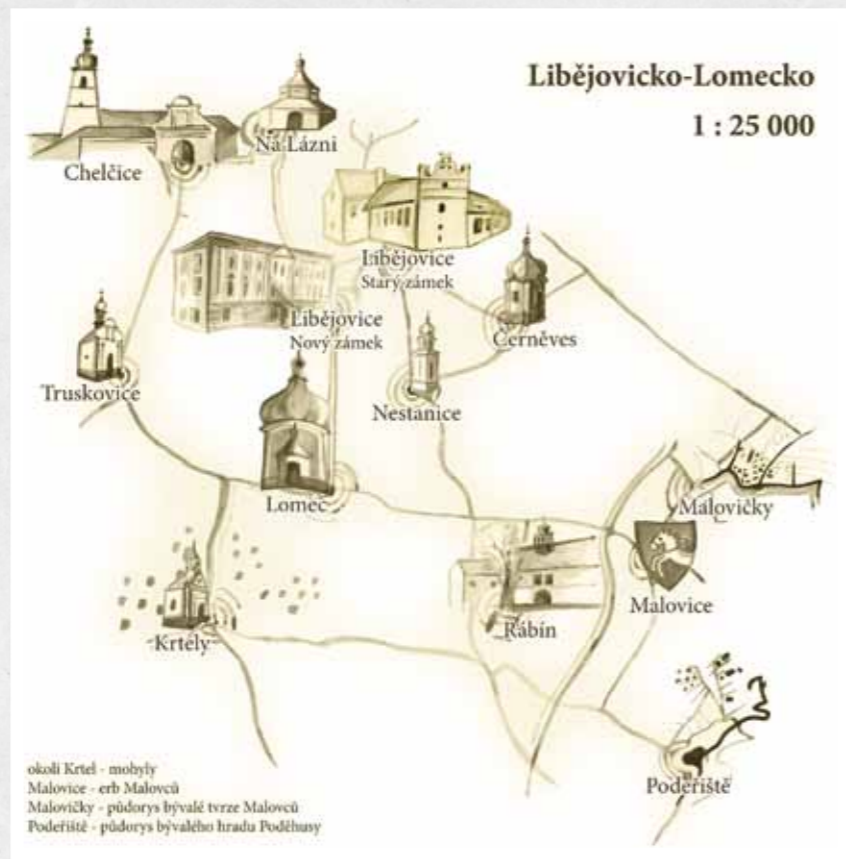 Libějovicko-Lomecko
1 : 25 000
Na Lázni
Chelčice
Libějovice
Starý zámek
Libějovice
Nový zámek
Černěves
Truskovice
Nestanice
Lomec
Malovičky
Malovice
Rábín
Krtely
Podeřiště
okolí Krtel - mohyly
Malovice - erb Malovců
Malovičky - půdorys bývalé tvrze Malovců
Podeřiště - půdorys bývalého hradu Poděhusy